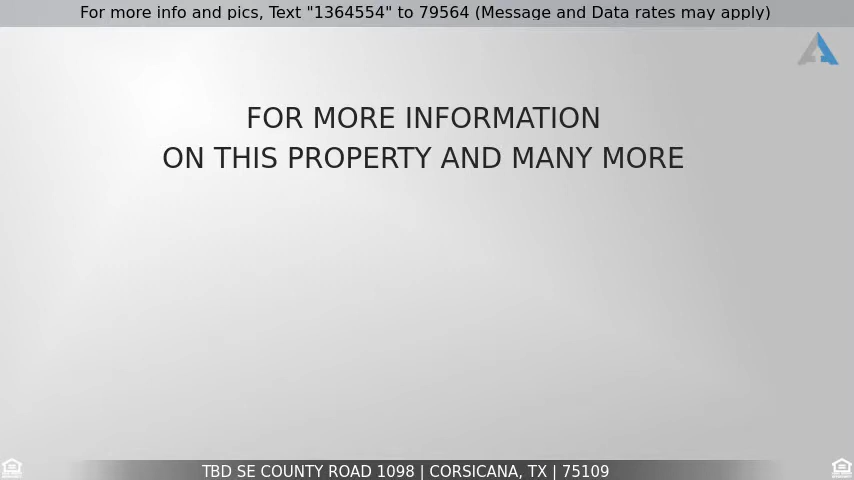 For more info and pics, Text "1364554" to 79564 (Message and Data rates may apply)
FOR MORE INFORMATION
ON THIS PROPERTY AND MANY MORE
TBD SE COUNTY ROAD 1098 | CORSICANA, TX | 75109